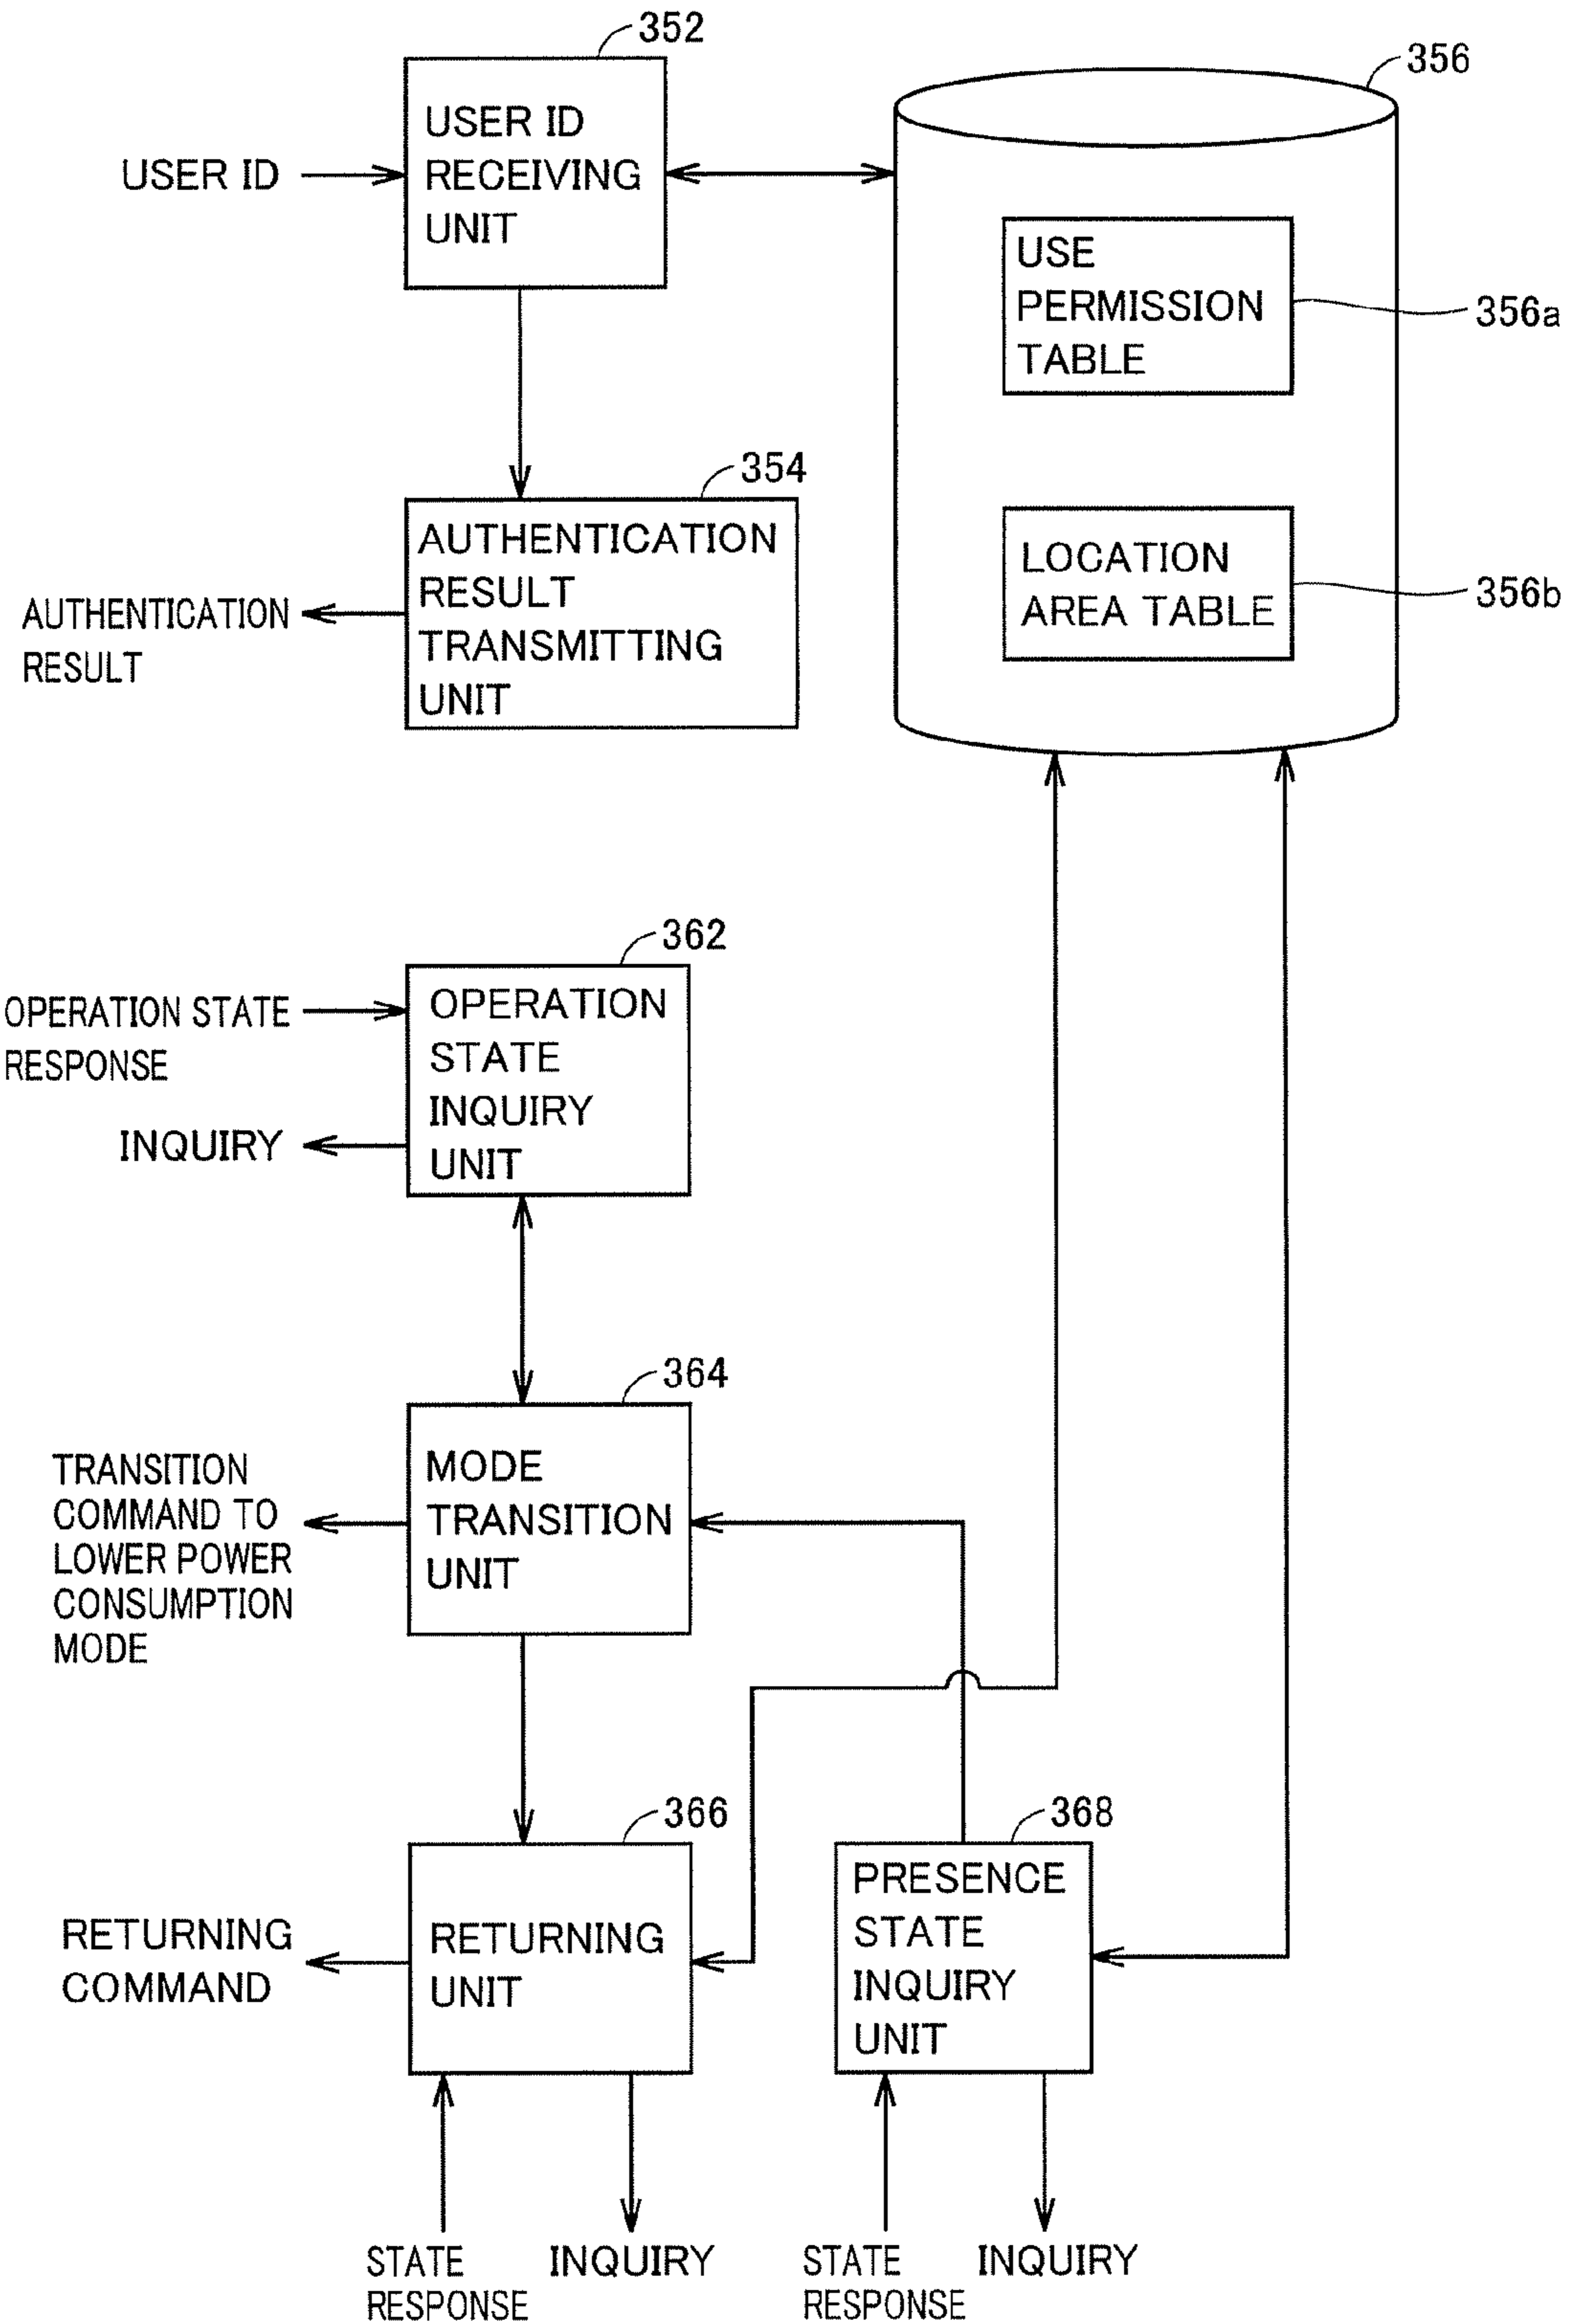 352
USER ID
RECEIVING
UNIT
USER ID
356
USE
PERMISSION
TABLE
356a
354
AUTHENTICATION
RESULT
TRANSMITTING
UNIT
AUTHENTICATION
RESULT
LOCATION
AREA TABLE
356b
362
OPERATION
STATE
INQUIRY
UNIT
OPERATION STATE
RESPONSE
INQUIRY
364
MODE
TRANSITION
UNIT
TRANSITION
COMMAND TO
LOWER POWER
CONSUMPTION
MODE
366
RETURNING
UNIT
RETURNING
COMMAND
368
PRESENCE
STATE
INQUIRY
UNIT
STATE
RESPONSE
INQUIRY
STATE
RESPONSE
INQUIRY